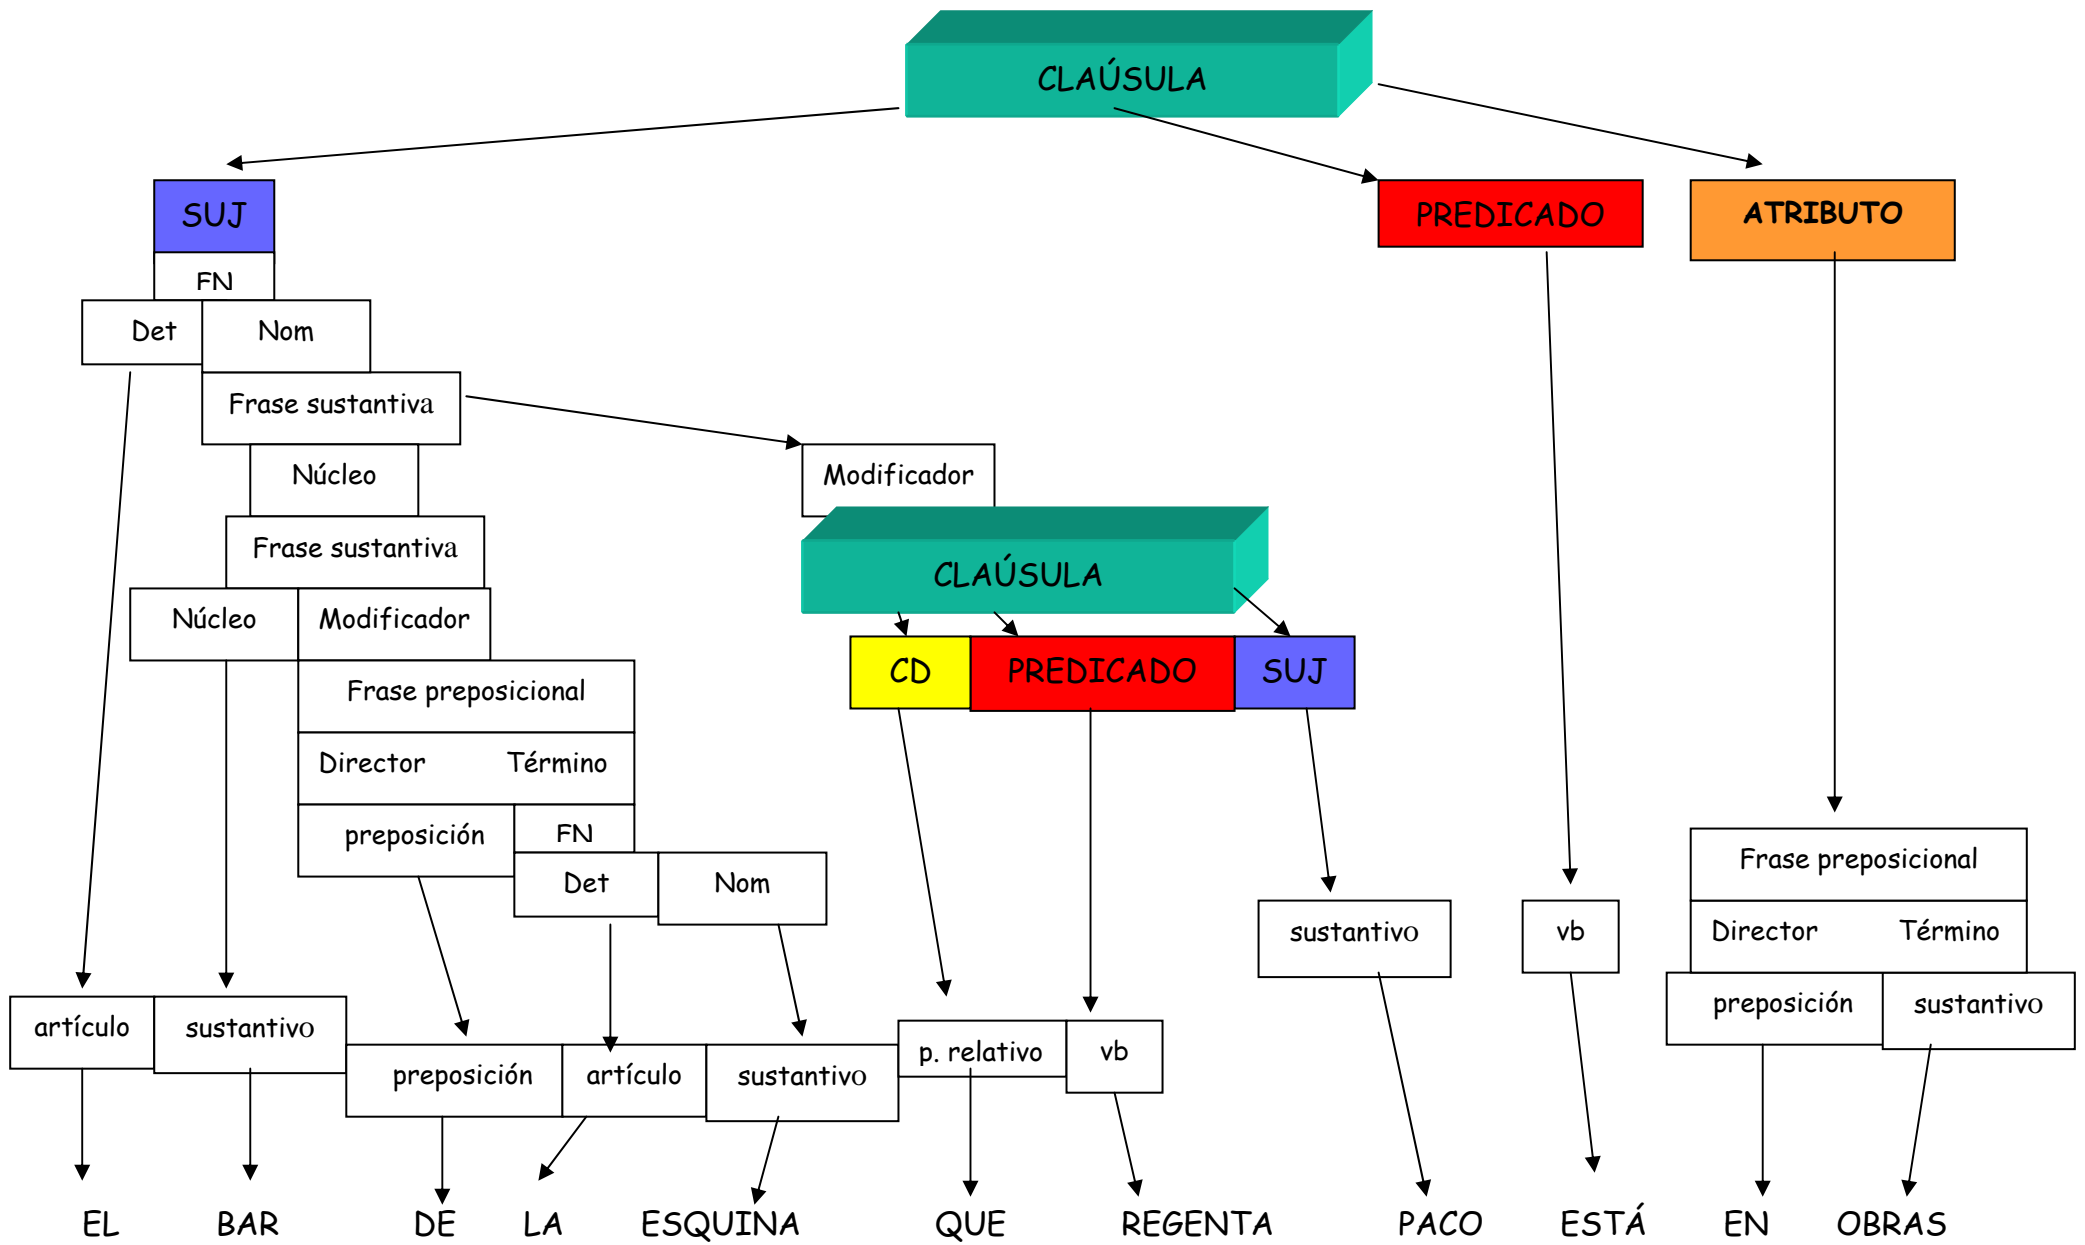 CLAÚSULA
SUJ PREDICADO ATRIBUTO
FN
Det Nom
Frase sustantiva
Núcleo Modificador
Frase sustantiva
CLAÚSULA
Núcleo Modificador
CD PREDICADO SUJ
Frase preposicional
Director Término
preposición FN
Frase preposicional
Det Nom
sustantivo vb Director Término
preposición sustantivo
artículo sustantivo
p. relativo vb
preposición artículo sustantivo
EL BAR DE LA ESQUINA QUE REGENTA PACO ESTÁ EN OBRAS